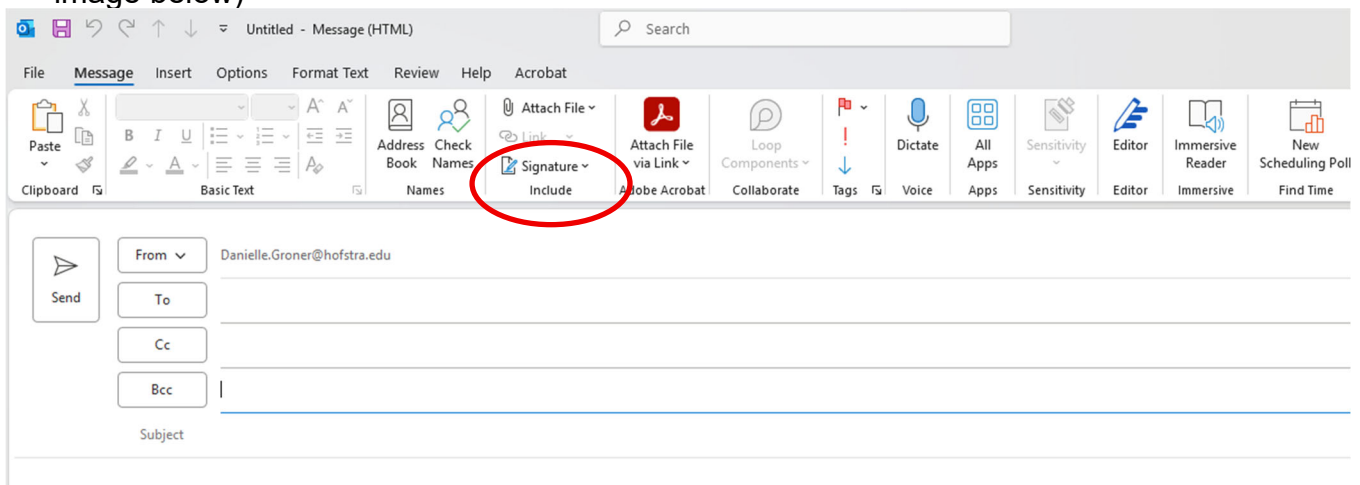 image below)
Untitled - Message (HTML)
Search
File Message Insert Options Format Text Review Help Acrobat
A^ A˅ Attach File
B I U Link
Paste Address Book Check Names Signature Attach File via Link Loop Components Dictate All Apps Sensitivity Editor Immersive Reader New Scheduling Poll
A A
Clipboard Basic Text Names Include Adobe Acrobat Collaborate Tags Voice Apps Sensitivity Editor Immersive Find Time
From Danielle.Groner@hofstra.edu
Send To
Cc
Bcc
Subject